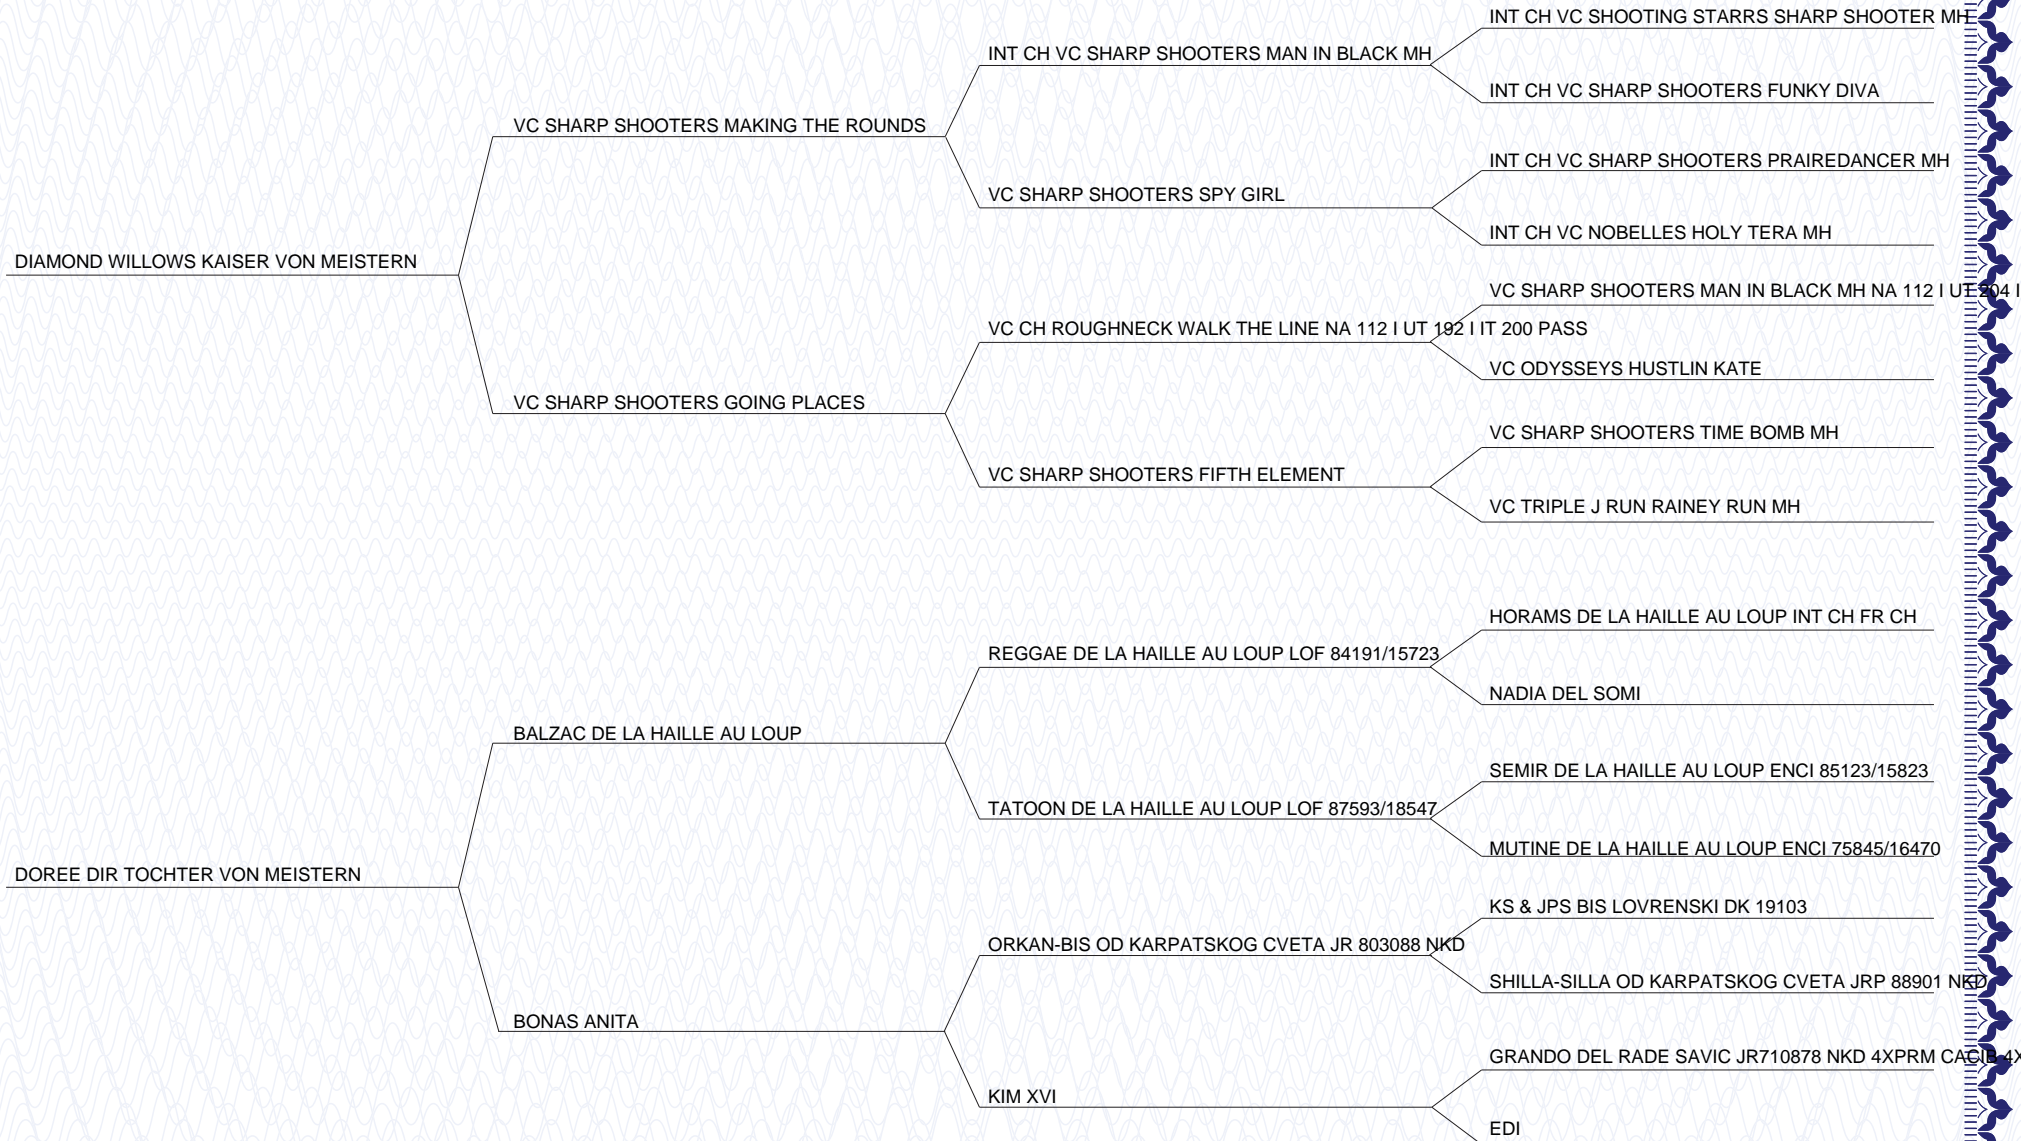 INT CH VC SHOOTING STARRS SHARP SHOOTER MH
INT CH VC SHARP SHOOTERS MAN IN BLACK MH
INT CH VC SHARP SHOOTERS FUNKY DIVA
VC SHARP SHOOTERS MAKING THE ROUNDS
INT CH VC SHARP SHOOTERS PRAIREDANCER MH
VC SHARP SHOOTERS SPY GIRL
INT CH VC NOBELLES HOLY TERA MH
DIAMOND WILLOWS KAISER VON MEISTERN
VC SHARP SHOOTERS MAN IN BLACK MH NA 112 I UT 204 I
VC CH ROUGHNECK WALK THE LINE NA 112 I UT 192 I IT 200 PASS
VC ODYSSEYS HUSTLIN KATE
VC SHARP SHOOTERS GOING PLACES
VC SHARP SHOOTERS TIME BOMB MH
VC SHARP SHOOTERS FIFTH ELEMENT
VC TRIPLE J RUN RAINEY RUN MH
HORAMS DE LA HAILLE AU LOUP INT CH FR CH
REGGAE DE LA HAILLE AU LOUP LOF 84191/15723
NADIA DEL SOMI
BALZAC DE LA HAILLE AU LOUP
SEMIR DE LA HAILLE AU LOUP ENCI 85123/15823
TATOON DE LA HAILLE AU LOUP LOF 87593/18547
MUTINE DE LA HAILLE AU LOUP ENCI 75845/16470
DOREE DIR TOCHTER VON MEISTERN
KS & JPS BIS LOVRENSKI DK 19103
ORKAN-BIS OD KARPATSKOG CVETA JR 803088 NKD
SHILLA-SILLA OD KARPATSKOG CVETA JRP 88901 NKD
BONAS ANITA
GRANDO DEL RADE SAVIC JR710878 NKD 4XPRM CACIB 4X
KIM XVI
EDI